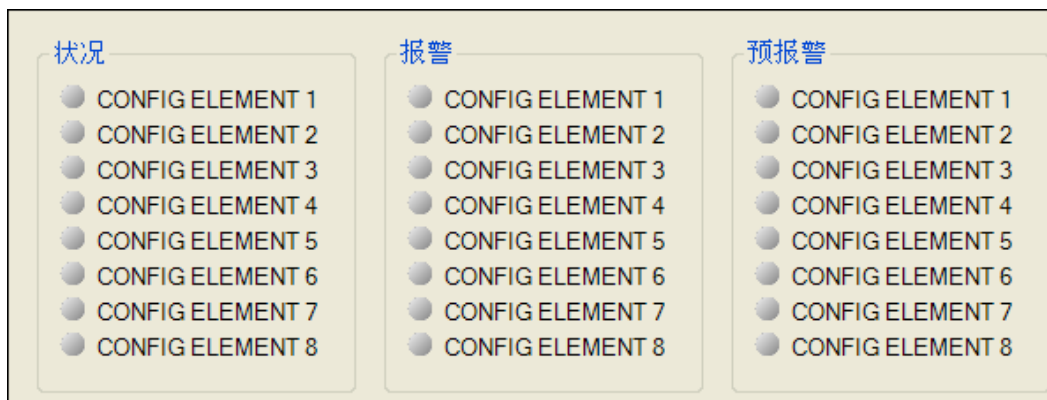 状况
CONFIG ELEMENT 1
CONFIG ELEMENT 2
CONFIG ELEMENT 3
CONFIG ELEMENT 4
CONFIG ELEMENT 5
CONFIG ELEMENT 6
CONFIG ELEMENT 7
CONFIG ELEMENT 8
报警
CONFIG ELEMENT 1
CONFIG ELEMENT 2
CONFIG ELEMENT 3
CONFIG ELEMENT 4
CONFIG ELEMENT 5
CONFIG ELEMENT 6
CONFIG ELEMENT 7
CONFIG ELEMENT 8
预报警
CONFIG ELEMENT 1
CONFIG ELEMENT 2
CONFIG ELEMENT 3
CONFIG ELEMENT 4
CONFIG ELEMENT 5
CONFIG ELEMENT 6
CONFIG ELEMENT 7
CONFIG ELEMENT 8